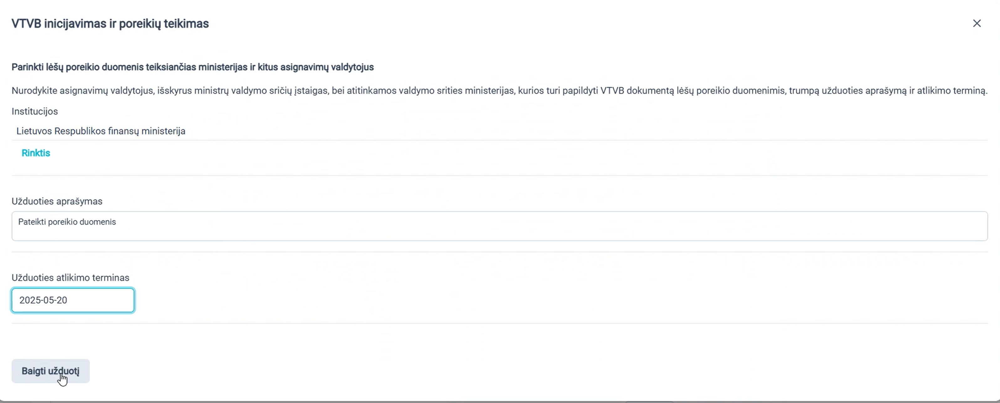 VTVB inicijavimas ir poreikių teikimas
Parinkti lėšų poreikio duomenis teiksiančias ministerijas ir kitus asignavimų valdytojus
Nurodykite asignavimų valdytojus, išskyrus ministrų valdymo sričių įstaigas, bei atitinkamos valdymo srities ministerijas, kurios turi papildyti VTVB dokumentą lėšų poreikio duomenimis, trumpą užduoties aprašymą ir atlikimo terminą.
Institucijos
Lietuvos Respublikos finansų ministerija
Rinktis
Užduoties aprašymas
Pateikti poreikio duomenis
Užduoties atlikimo terminas
2025-05-20
Baigti užduotį